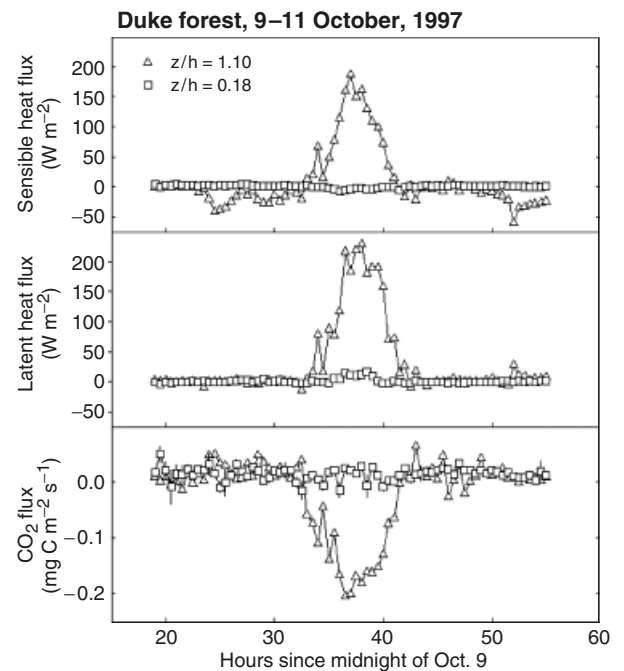 Duke forest, 9–11 October, 1997
z/h = 1.10
z/h = 0.18
Sensible heat flux
(W m−2)
200
150
100
50
0
−50
Latent heat flux
(W m−2)
200
150
100
50
0
−50
CO2 flux
(mg C m−2 s−1)
0.0
−0.1
−0.2
20
30
40
50
60
Hours since midnight of Oct. 9